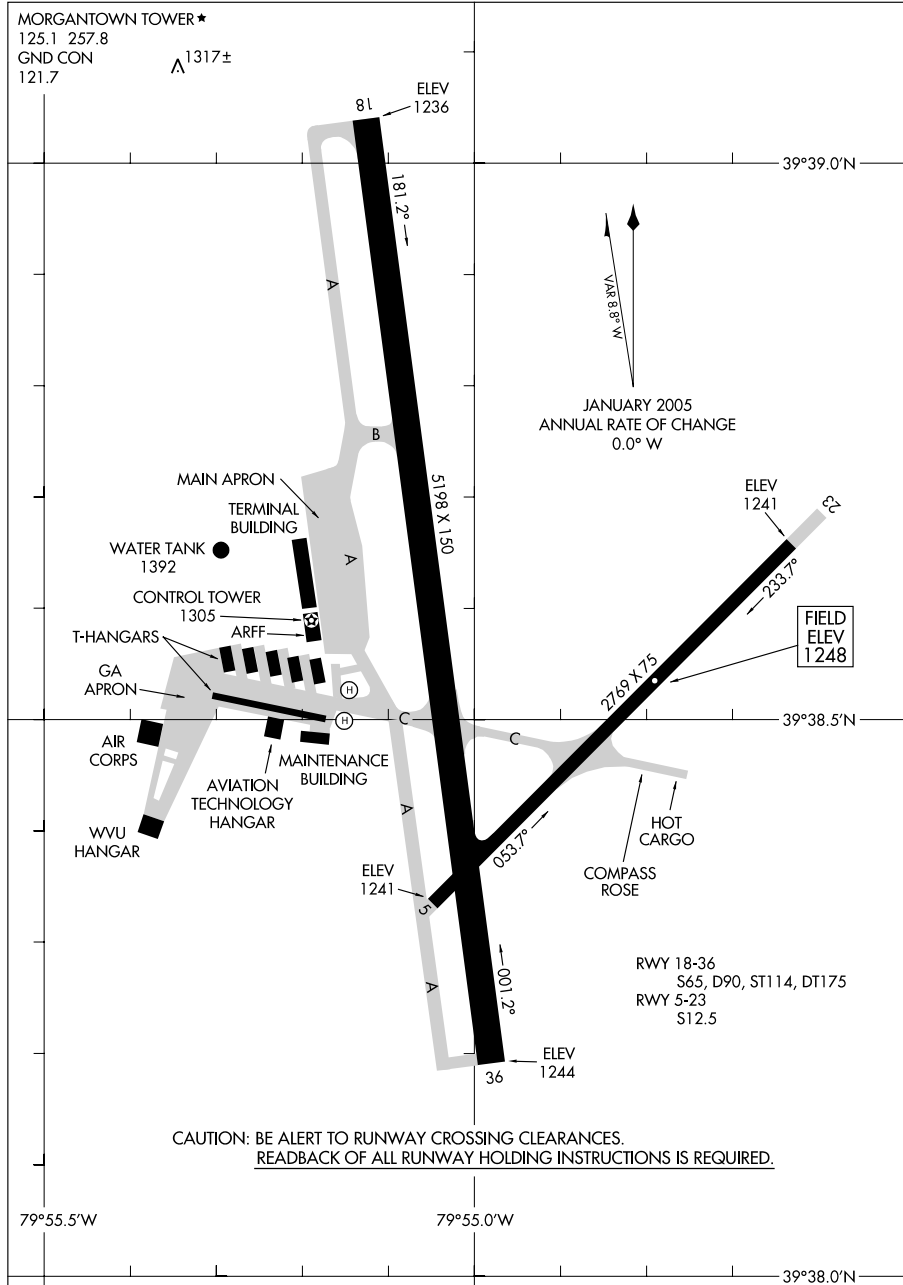 MORGANTOWN TOWER★
125.1 257.8
GND CON
121.7
1317±
18
ELEV
1236
39°39.0'N
181.2°
A
VAR 8.8° W
JANUARY 2005
ANNUAL RATE OF CHANGE
0.0° W
B
MAIN APRON
5198 X 150
ELEV
1241
23
TERMINAL
BUILDING
WATER TANK
1392
A
233.7°
CONTROL TOWER
1305
ARFF
FIELD
ELEV
1248
T-HANGARS
GA
APRON
2769 X 75
H
H
C
C
39°38.5'N
AIR
CORPS
MAINTENANCE
BUILDING
AVIATION
TECHNOLOGY
HANGAR
A
HOT
CARGO
WVU
HANGAR
053.7°
COMPASS
ROSE
ELEV
1241
5
001.2°
A
RWY 18-36
S65, D90, ST114, DT175
RWY 5-23
S12.5
ELEV
1244
36
CAUTION: BE ALERT TO RUNWAY CROSSING CLEARANCES.
READBACK OF ALL RUNWAY HOLDING INSTRUCTIONS IS REQUIRED.
79°55.5'W
79°55.0'W
39°38.0'N